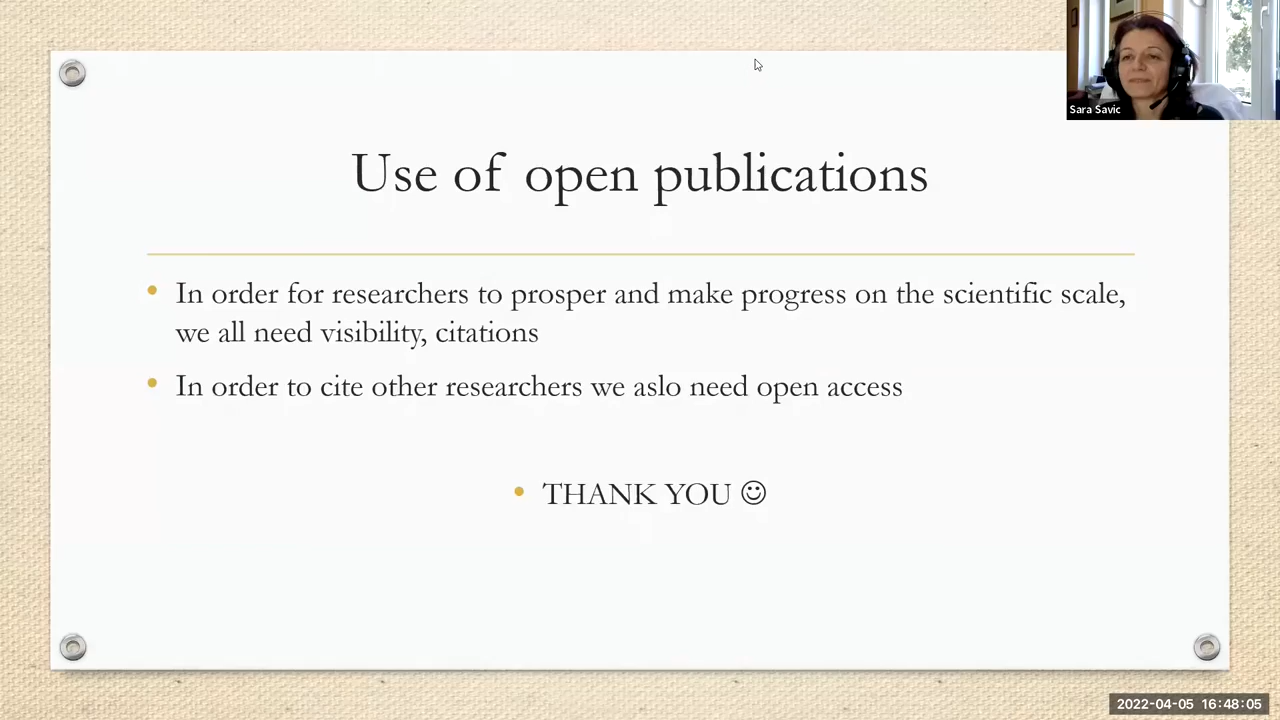 Sara Savic
Use of open publications
• In order for researchers to prosper and make progress on the scientific scale,
we all need visibility, citations
• In order to cite other researchers we aslo need open access
• THANK YOU ☺
2022-04-05 16:48:05